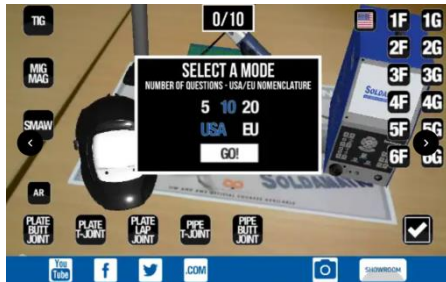 TIG
0/10
1F 1G
2F 2G
MIG
MAG
SELECT A MODE
NUMBER OF QUESTIONS - USA/EU NOMENCLATURE
5 10 20
USA EU
GO!
3F 3G
4F 4G
SMAW
5F 5G
6F 6G
SOLDAMATIC
AR
PLATE
BUTT
JOINT
PLATE
T-JOINT
PLATE
LAP
JOINT
PIPE
T-JOINT
PIPE
BUTT
JOINT
You
Tube
f
.COM
SHOWROOM